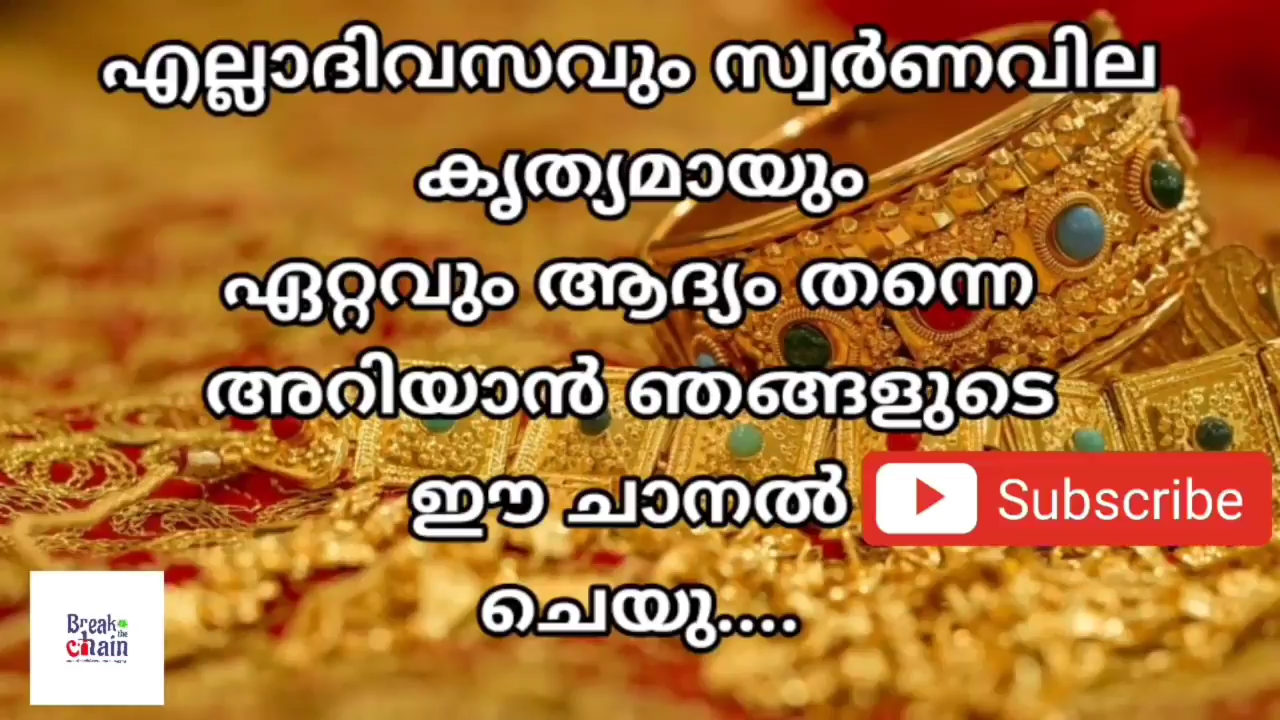 എല്ലാദിവസവും സ്വർണവില
കൃത്യമായും
ഏറ്റവും ആദ്യം തന്നെ
അറിയാൻ ഞങ്ങളുടെ
ഈ ചാനൽ Subscribe
ചെയു....
Break
the
chain